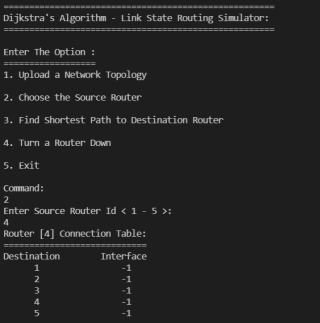 ===============================================
Dijkstra's Algorithm - Link State Routing Simulator:
===============================================
Enter The Option :
==================
1. Upload a Network Topology
2. Choose the Source Router
3. Find Shortest Path to Destination Router
4. Turn a Router Down
5. Exit
Command:
2
Enter Source Router Id < 1 - 5 >:
4
Router [4] Connection Table:
============================
Destination Interface
1 -1
2 -1
3 -1
4 -1
5 -1